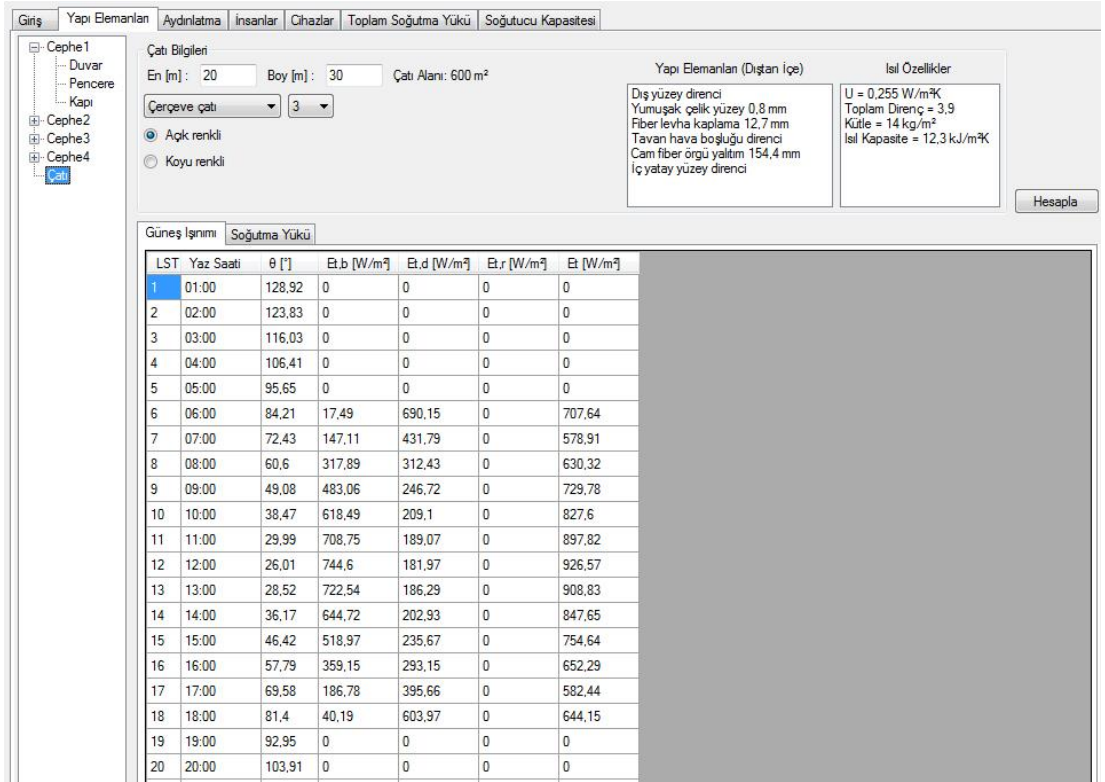 Giriş Yapı Elemanları Aydınlatma İnsanlar Cihazlar Toplam Soğutma Yükü Soğutucu Kapasitesi
Cephe1
Duvar
Pencere
Kapı
Cephe2
Cephe3
Cephe4
Çatı
Çatı Bilgileri
En [m] : 20 Boy [m] : 30 Çatı Alanı: 600 m²
Çerçeve çatı 3
Açık renkli
Koyu renkli
Yapı Elemanları (Dıştan İçe)
Dış yüzey direnci
Yumuşak çelik yüzey 0,8 mm
Fiber levha kaplama 12,7 mm
Tavan hava boşluğu direnci
Cam fiber örgü yalıtım 154,4 mm
İç yatay yüzey direnci
Isıl Özellikler
U = 0,255 W/m²K
Toplam Direnç = 3,9
Kütle = 14 kg/m²
Isıl Kapasite = 12,3 kJ/m²K
Hesapla
Güneş Işınımı Soğutma Yükü
LST Yaz Saati θ [°] Et,b [W/m²] Et,d [W/m²] Et,r [W/m²] Et [W/m²]
1 01:00 128,92 0 0 0 0
2 02:00 123,83 0 0 0 0
3 03:00 116,03 0 0 0 0
4 04:00 106,41 0 0 0 0
5 05:00 95,65 0 0 0 0
6 06:00 84,21 17,49 690,15 0 707,64
7 07:00 72,43 147,11 431,79 0 578,91
8 08:00 60,6 317,89 312,43 0 630,32
9 09:00 49,08 483,06 246,72 0 729,78
10 10:00 38,47 618,49 209,1 0 827,6
11 11:00 29,99 708,75 189,07 0 897,82
12 12:00 26,01 744,6 181,97 0 926,57
13 13:00 28,52 722,54 186,29 0 908,83
14 14:00 36,17 644,72 202,93 0 847,65
15 15:00 46,42 518,97 235,67 0 754,64
16 16:00 57,79 359,15 293,15 0 652,29
17 17:00 69,58 186,78 395,66 0 582,44
18 18:00 81,4 40,19 603,97 0 644,15
19 19:00 92,95 0 0 0 0
20 20:00 103,91 0 0 0 0